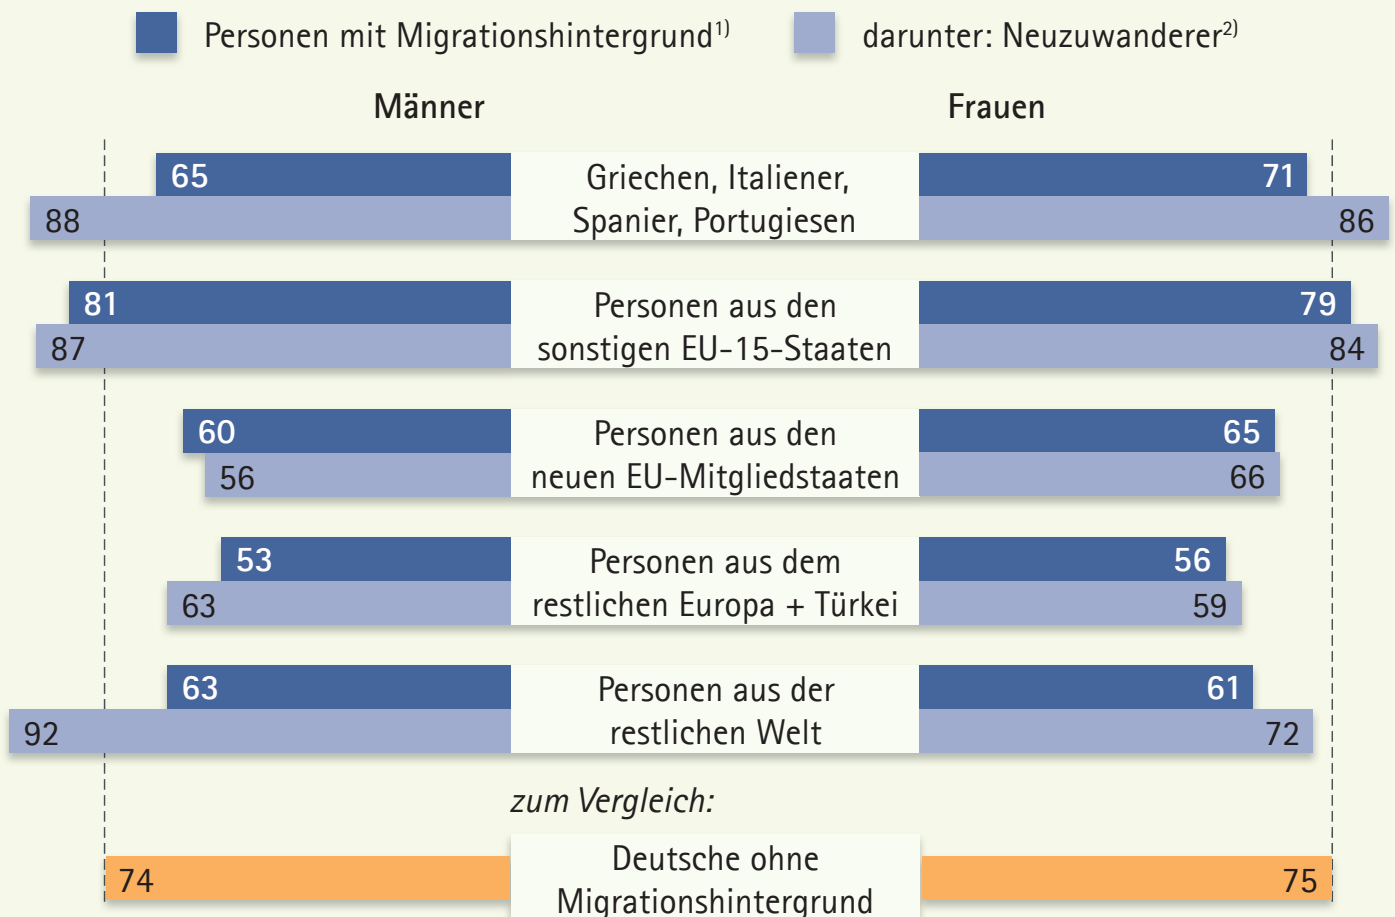 Personen mit Migrationshintergrund1) darunter: Neuzuwanderer2)
Männer Frauen
65 Griechen, Italiener, 71
88 Spanier, Portugiesen 86
81 Personen aus den 79
87 sonstigen EU-15-Staaten 84
60 Personen aus den 65
56 neuen EU-Mitgliedstaaten 66
53 Personen aus dem 56
63 restlichen Europa + Türkei 59
63 Personen aus der 61
92 restlichen Welt 72
zum Vergleich:
74 Deutsche ohne 75
Migrationshintergrund